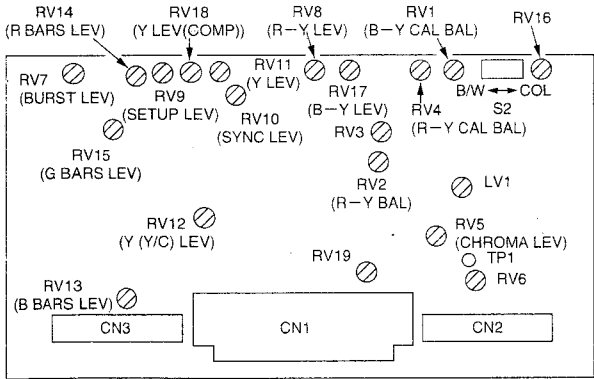 RV14
(R BARS LEV)
RV18
(Y LEV(COMP))
RV8
(R-Y LEV)
RV1
(B-Y CAL BAL)
RV16
RV7
(BURST LEV)
RV9
(SETUP LEV)
RV11
(Y LEV)
RV10
(SYNC LEV)
RV17
(B-Y LEV)
RV3
RV4
(R-Y CAL BAL)
B/W ↔ COL
S2
RV15
(G BARS LEV)
RV2
(R-Y BAL)
LV1
RV12
(Y (Y/C) LEV)
RV5
(CHROMA LEV)
TP1
RV19
RV6
RV13
(B BARS LEV)
CN3
CN1
CN2